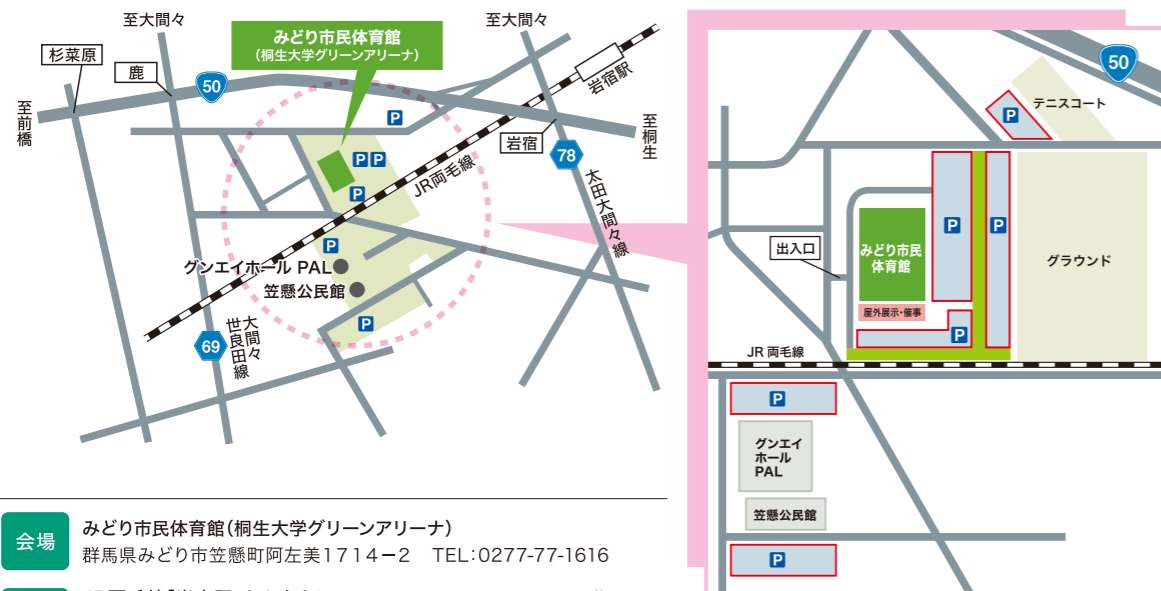 至大間々
至大間々
みどり市民体育館
(桐生大学グリーンアリーナ)
杉菜原
鹿
50
岩宿駅
至前橋
P
至桐生
岩宿
78
P P
JR両毛線
P
太田大間々線
P
グンエイホール PAL
笠懸公民館
P
69
大間々
世良田線
50
テニスコート
P
出入口
みどり市民
体育館
P
P
グラウンド
屋外展示・催事
P
JR 両毛線
P
グンエイ
ホール
PAL
笠懸公民館
P
会場
みどり市民体育館(桐生大学グリーンアリーナ)
群馬県みどり市笠懸町阿左美1714−2 TEL:0277-77-1616